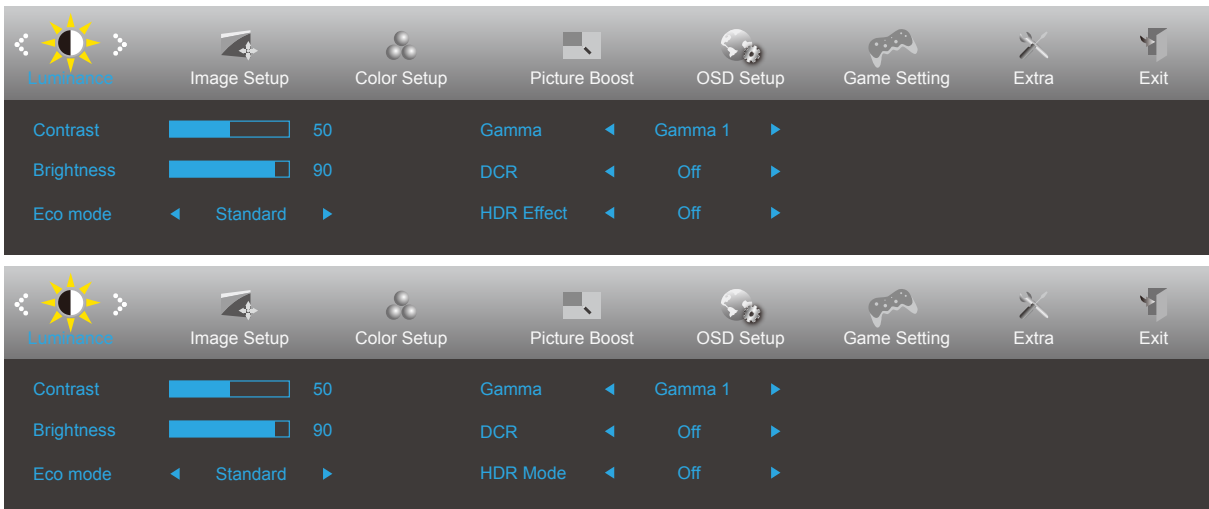 Luminance Image Setup Color Setup Picture Boost OSD Setup Game Setting Extra Exit
Contrast 50 Gamma Gamma 1
Brightness 90 DCR Off
Eco mode Standard HDR Effect Off
Luminance Image Setup Color Setup Picture Boost OSD Setup Game Setting Extra Exit
Contrast 50 Gamma Gamma 1
Brightness 90 DCR Off
Eco mode Standard HDR Mode Off